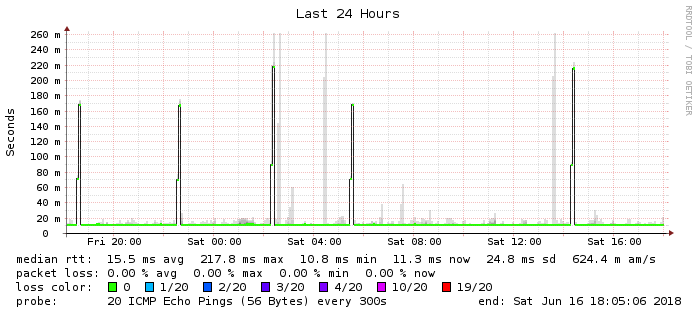 Last 24 Hours
RRDTOOL / TOBI OETIKER
Seconds
260 m
240 m
220 m
200 m
180 m
160 m
140 m
120 m
100 m
80 m
60 m
40 m
20 m
0
Fri 20:00 Sat 00:00 Sat 04:00 Sat 08:00 Sat 12:00 Sat 16:00
median rtt: 15.5 ms avg 217.8 ms max 10.8 ms min 11.3 ms now 24.8 ms sd 624.4 m am/s
packet loss: 0.00 % avg 0.00 % max 0.00 % min 0.00 % now
loss color: 0 1/20 2/20 3/20 4/20 10/20 19/20
probe: 20 ICMP Echo Pings (56 Bytes) every 300s end: Sat Jun 16 18:05:06 2018